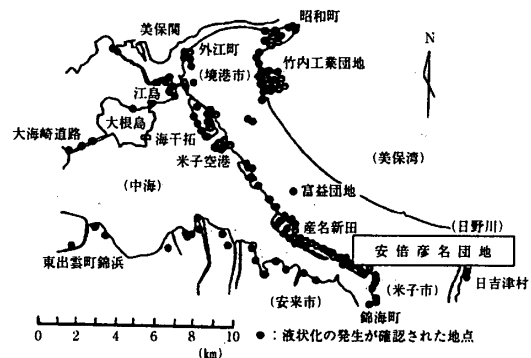 昭和町
美保関
外江町
N
竹内工業団地
(境港市)
江島
大根島
大海崎道路
海干拓
米子空港
(美保湾)
(中海)
富益団地
(日野川)
産名新田
安倍彦名団地
東出雲町錦浜
日吉津村
(安来市)
(米子市)
錦海町
0 2 4 6 8 10
(km)
●：液状化の発生が確認された地点